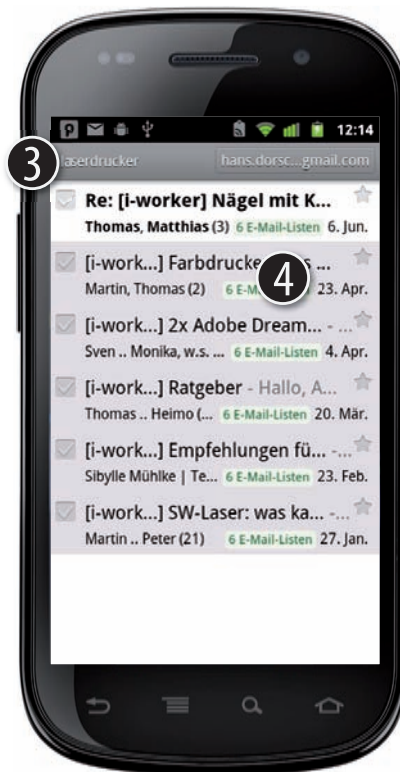 12:14
3
aserdrucker hans.dorsc...gmail.com
Re: [i-worker] Nägel mit K...
Thomas, Matthias (3) 6 E-Mail-Listen 6. Jun.
[i-work...] Farbdrucke ...
4
Martin, Thomas (2) 6 E-M 23. Apr.
[i-work...] 2x Adobe Dream... - ...
Sven .. Monika, w.s. ... 6 E-Mail-Listen 4. Apr.
[i-work...] Ratgeber - Hallo, A...
Thomas .. Heimo (... 6 E-Mail-Listen 20. Mär.
[i-work...] Empfehlungen fü... -...
Sibylle Mühlke | Te... 6 E-Mail-Listen 23. Feb.
[i-work...] SW-Laser: was ka... -...
Martin .. Peter (21) 6 E-Mail-Listen 27. Jan.